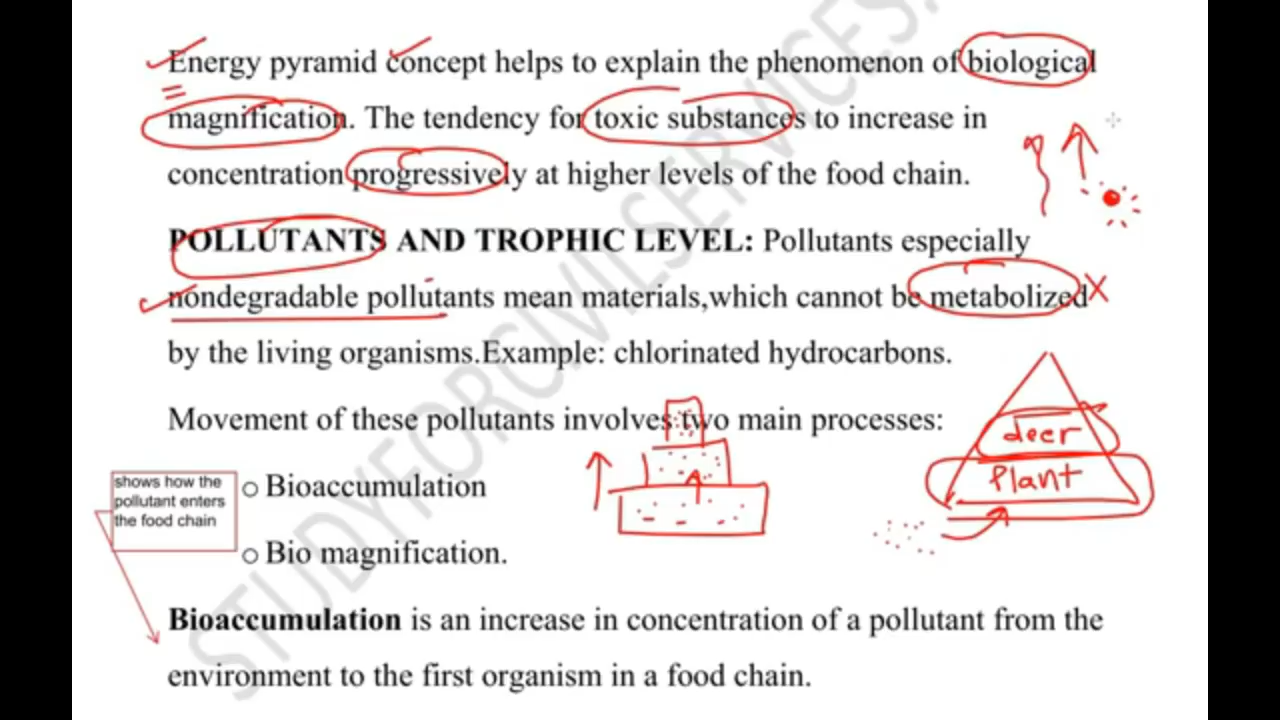 Energy pyramid concept helps to explain the phenomenon of biological
magnification. The tendency for toxic substances to increase in
concentration progressively at higher levels of the food chain.
POLLUTANTS AND TROPHIC LEVEL: Pollutants especially
nondegradable pollutants mean materials,which cannot be metabolized
by the living organisms.Example: chlorinated hydrocarbons.
Movement of these pollutants involves two main processes:
deer
Plant
shows how the
pollutant enters
the food chain
o Bioaccumulation
o Bio magnification.
Bioaccumulation is an increase in concentration of a pollutant from the
environment to the first organism in a food chain.
STUDYFORCIVILSERVICES.